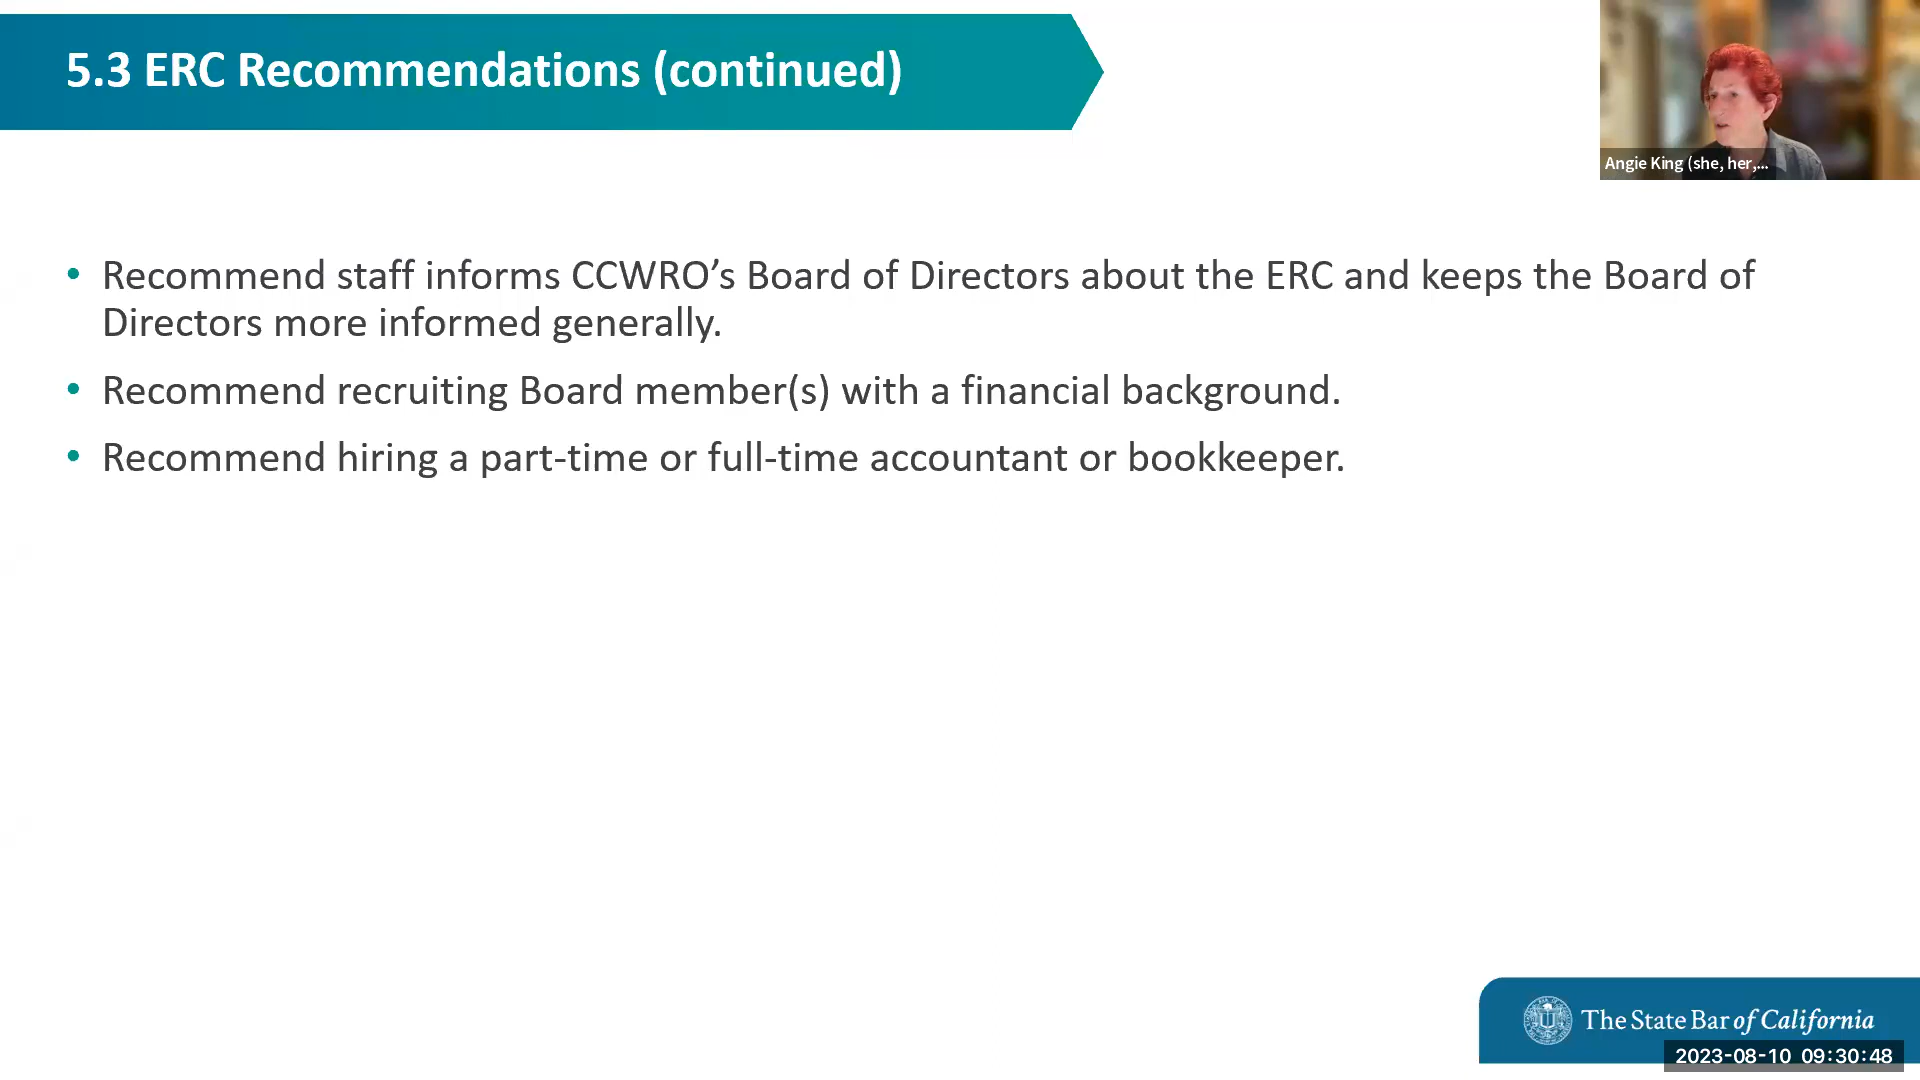 5.3 ERC Recommendations (continued)
Angie King (she, her,...
• Recommend staff informs CCWRO’s Board of Directors about the ERC and keeps the Board of
Directors more informed generally.
• Recommend recruiting Board member(s) with a financial background.
• Recommend hiring a part-time or full-time accountant or bookkeeper.
The State Bar of California
2023-08-10 09:30:48